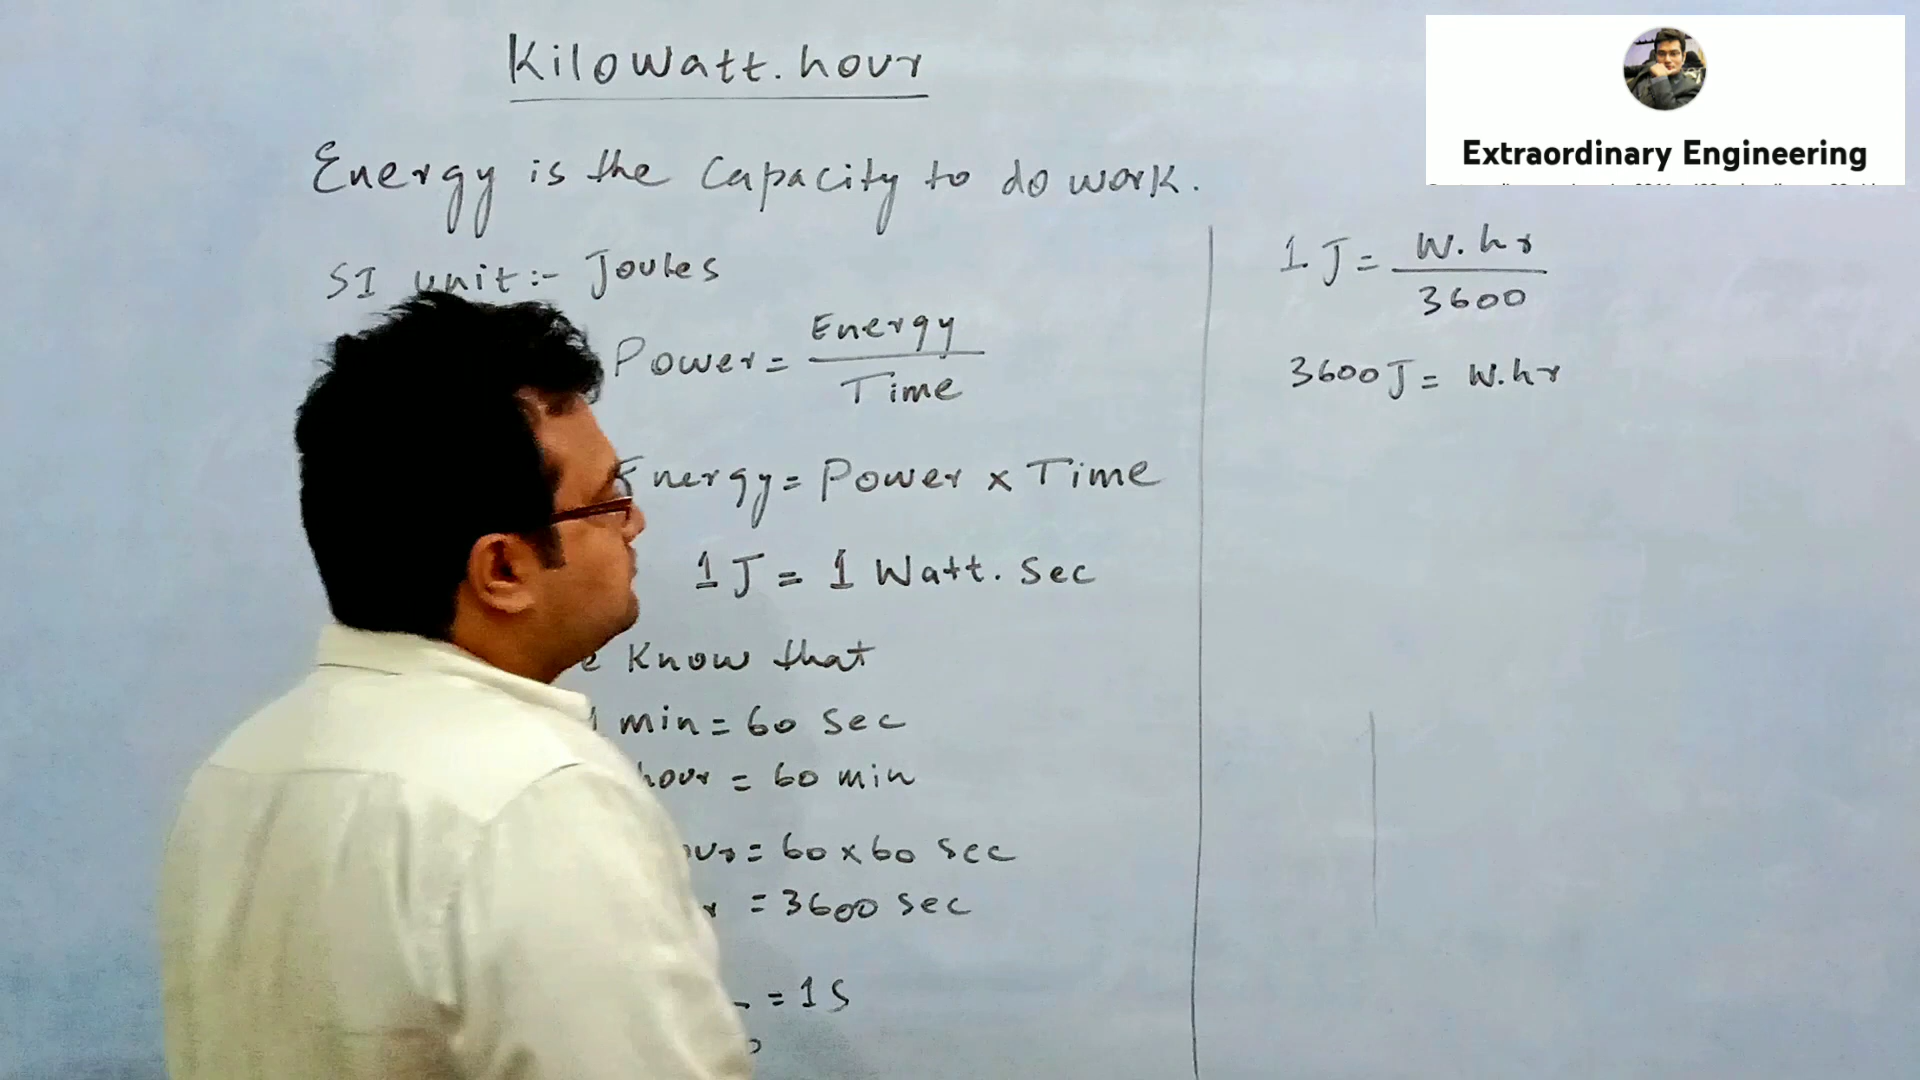 Kilowatt.hour
Extraordinary Engineering
Energy is the capacity to do work.
SI unit:- Joules
Power = Energy / Time
Energy = Power x Time
1 J = 1 Watt. Sec
Know that
min = 60 Sec
hour = 60 min
= 60 x 60 Sec
= 3600 Sec
= 1 S
1 J = W.hr / 3600
3600 J = W.hr